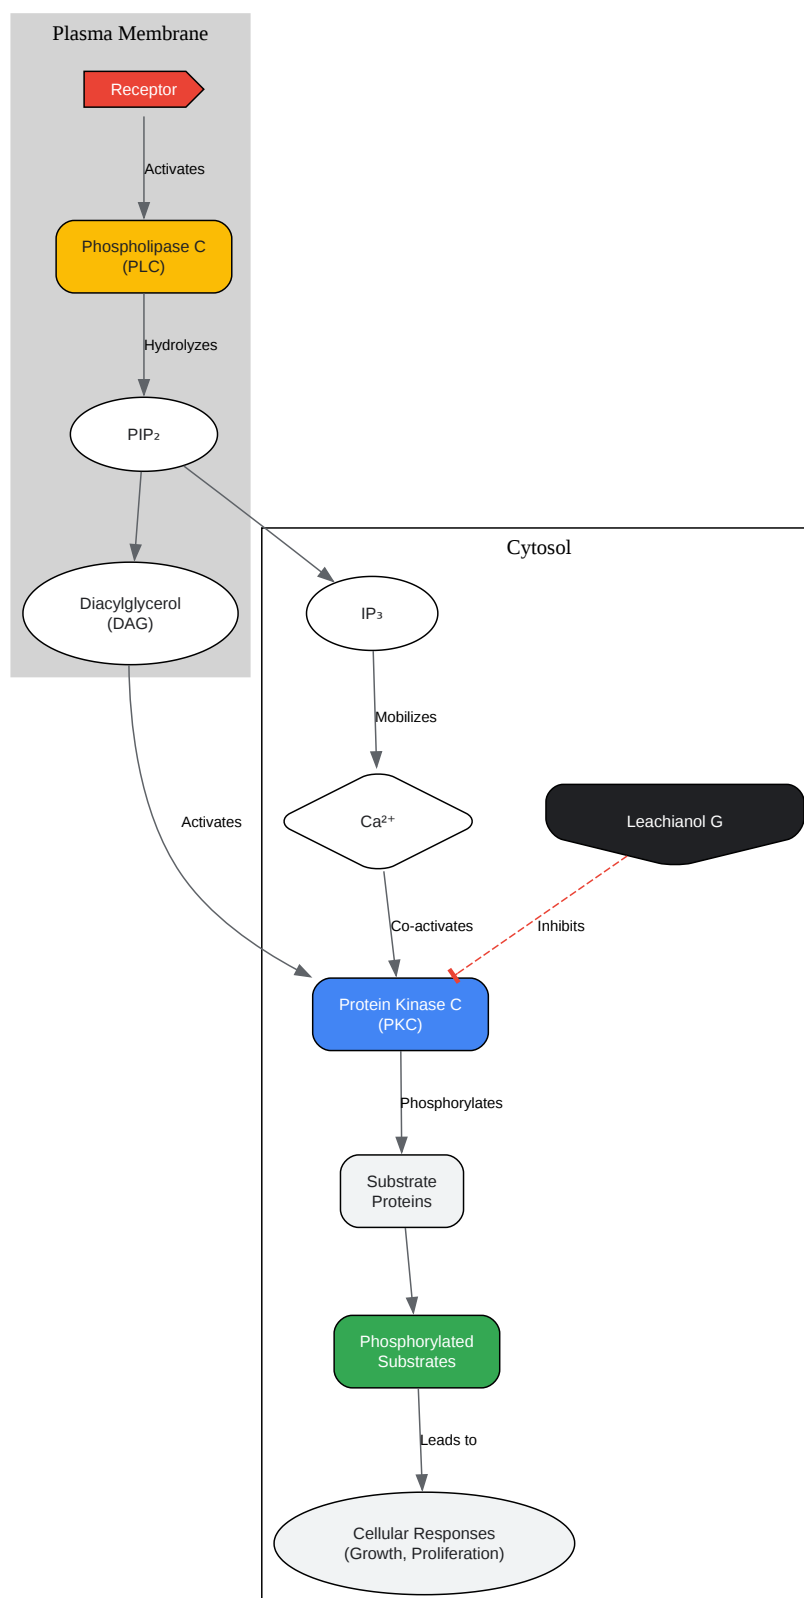 Plasma Membrane
Receptor
Activates
Phospholipase C
(PLC)
Hydrolyzes
PIP₂
Cytosol
Diacylglycerol
(DAG)
IP₃
Mobilizes
Activates
Ca²⁺
Leachianol G
Co-activates
Inhibits
Protein Kinase C
(PKC)
Phosphorylates
Substrate
Proteins
Phosphorylated
Substrates
Leads to
Cellular Responses
(Growth, Proliferation)